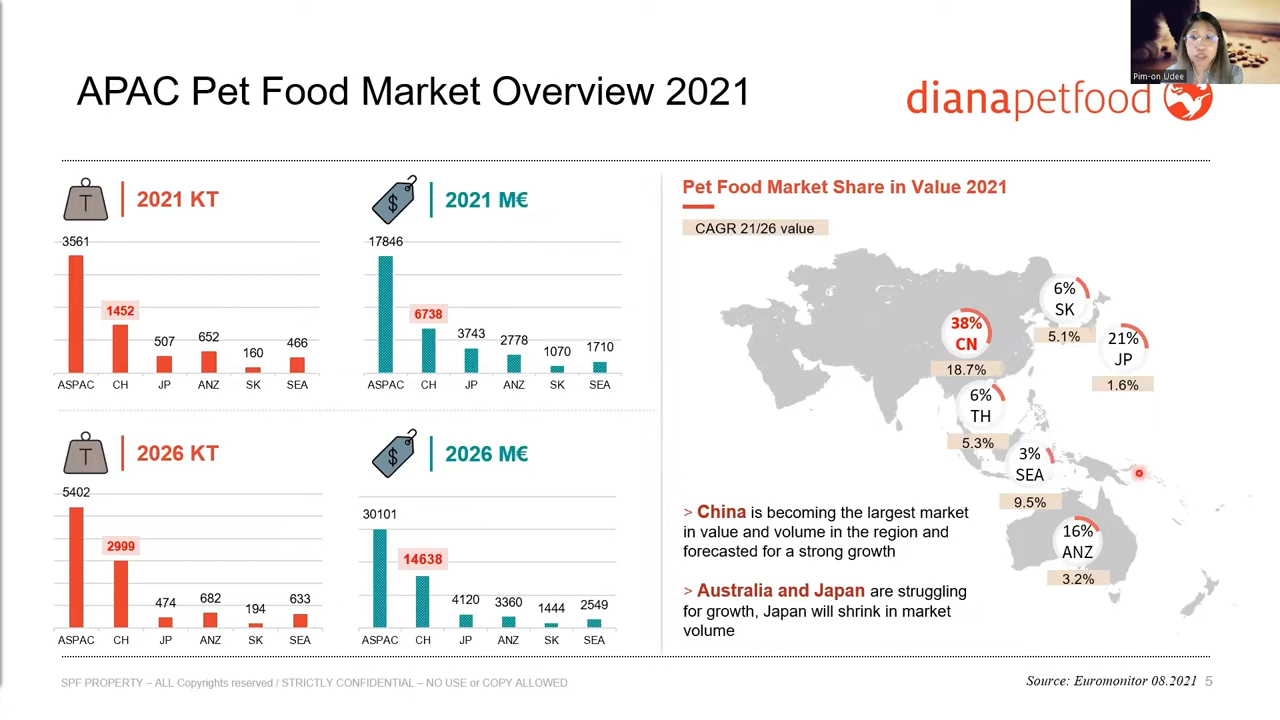 Pim-on Udee
APAC Pet Food Market Overview 2021
dianapetfood
T
2021 KT
3561
1452
507
652
160
466
ASPAC CH JP ANZ SK SEA
$
2021 M€
17846
6738
3743
2778
1070
1710
ASPAC CH JP ANZ SK SEA
T
2026 KT
5402
2999
474
682
194
633
ASPAC CH JP ANZ SK SEA
$
2026 M€
30101
14638
4120
3360
1444
2549
ASPAC CH JP ANZ SK SEA
Pet Food Market Share in Value 2021
CAGR 21/26 value
6%
SK
5.1%
38%
CN
18.7%
21%
JP
1.6%
6%
TH
5.3%
3%
SEA
9.5%
16%
ANZ
3.2%
> China is becoming the largest market
in value and volume in the region and
forecasted for a strong growth
> Australia and Japan are struggling
for growth, Japan will shrink in market
volume
SPF PROPERTY – ALL Copyrights reserved / STRICTLY CONFIDENTIAL – NO USE or COPY ALLOWED
Source: Euromonitor 08.2021 5